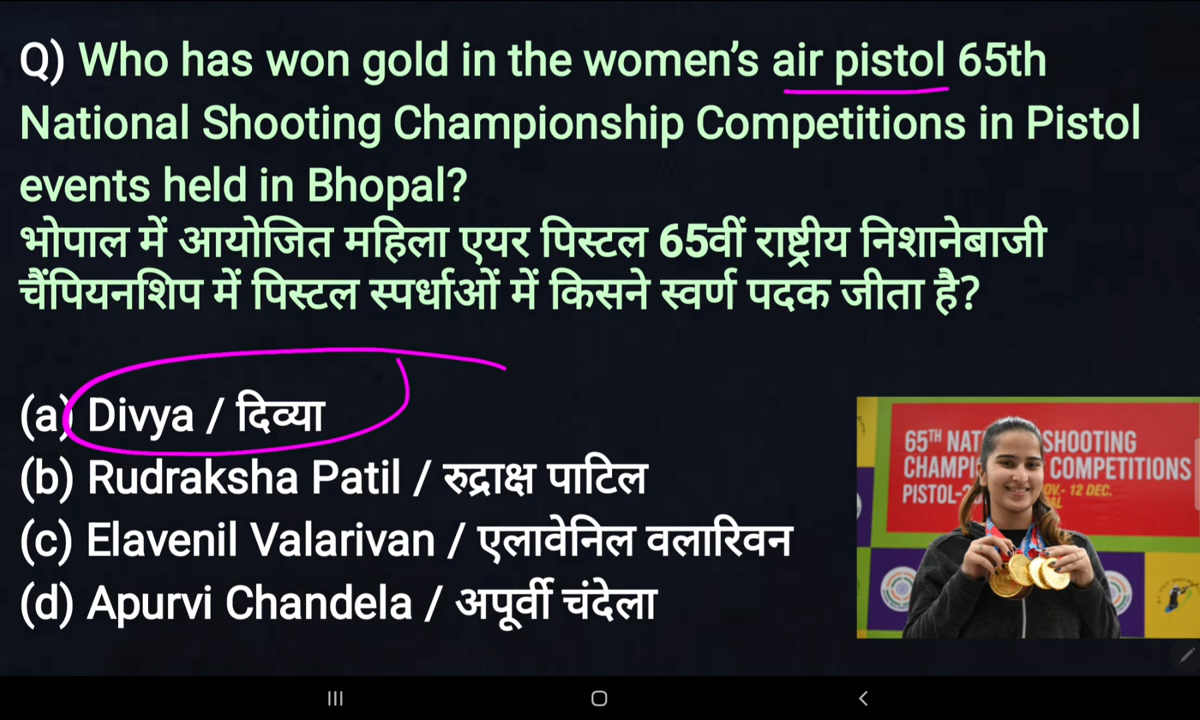 Q) Who has won gold in the women's air pistol 65th
National Shooting Championship Competitions in Pistol
events held in Bhopal?
भोपाल में आयोजित महिला एयर पिस्टल 65वीं राष्ट्रीय निशानेबाजी
चैंपियनशिप में पिस्टल स्पर्धाओं में किसने स्वर्ण पदक जीता है?
(a) Divya / दिव्या
(b) Rudraksha Patil / रुद्राक्ष पाटिल
(c) Elavenil Valarivan / एलावेनिल वलारिवन
(d) Apurvi Chandela / अपूर्वी चंदेला
65TH NAT SHOOTING
CHAMPI COMPETITIONS
PISTOL-2 OV.- 12 DEC.